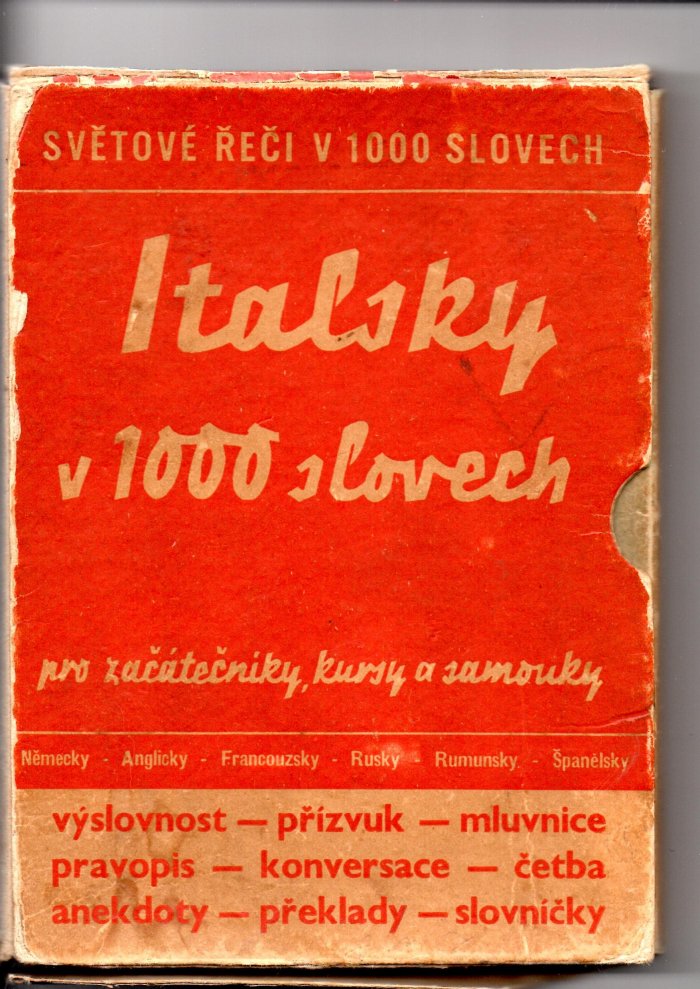 SVĚTOVÉ ŘEČI V 1000 SLOVECH
Italsky
v 1000 slovech
pro začátečníky, kursy a samouky
Německy - Anglicky - Francouzsky - Rusky - Rumunsky - Španělsky
výslovnost — přízvuk — mluvnice
pravopis — konversace — četba
anekdoty — překlady — slovníčky